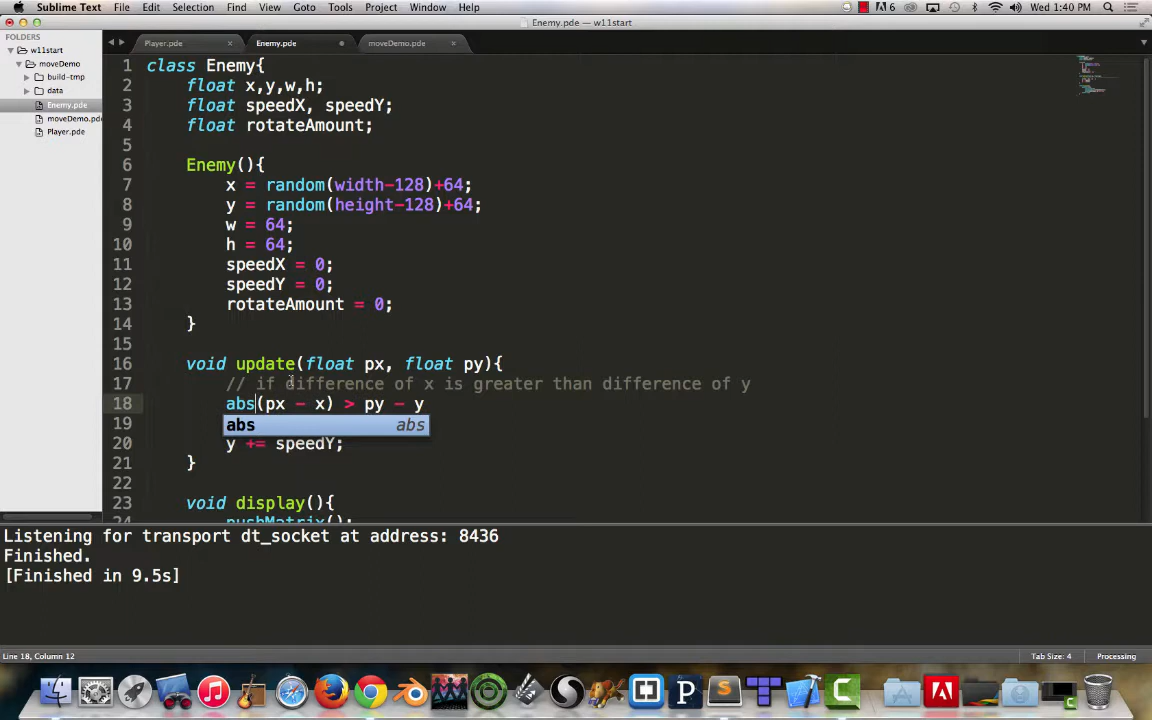 Sublime Text File Edit Selection Find View Goto Tools Project Window Help 6 Wed 1:40 PM
Enemy.pde — w11start
FOLDERS
w11start
moveDemo
build-tmp
data
Enemy.pde
moveDemo.pd
Player.pde
Player.pde × Enemy.pde moveDemo.pde ×
1 class Enemy{
2 float x,y,w,h;
3 float speedX, speedY;
4 float rotateAmount;
5
6 Enemy(){
7 x = random(width-128)+64;
8 y = random(height-128)+64;
9 w = 64;
10 h = 64;
11 speedX = 0;
12 speedY = 0;
13 rotateAmount = 0;
14 }
15
16 void update(float px, float py){
17 // if difference of x is greater than difference of y
18 abs(px - x) > py - y
abs abs
19
20 y += speedY;
21 }
22
23 void display(){
24 pushMatrix();
Listening for transport dt_socket at address: 8436
Finished.
[Finished in 9.5s]
Line 18, Column 12 Tab Size: 4 Processing